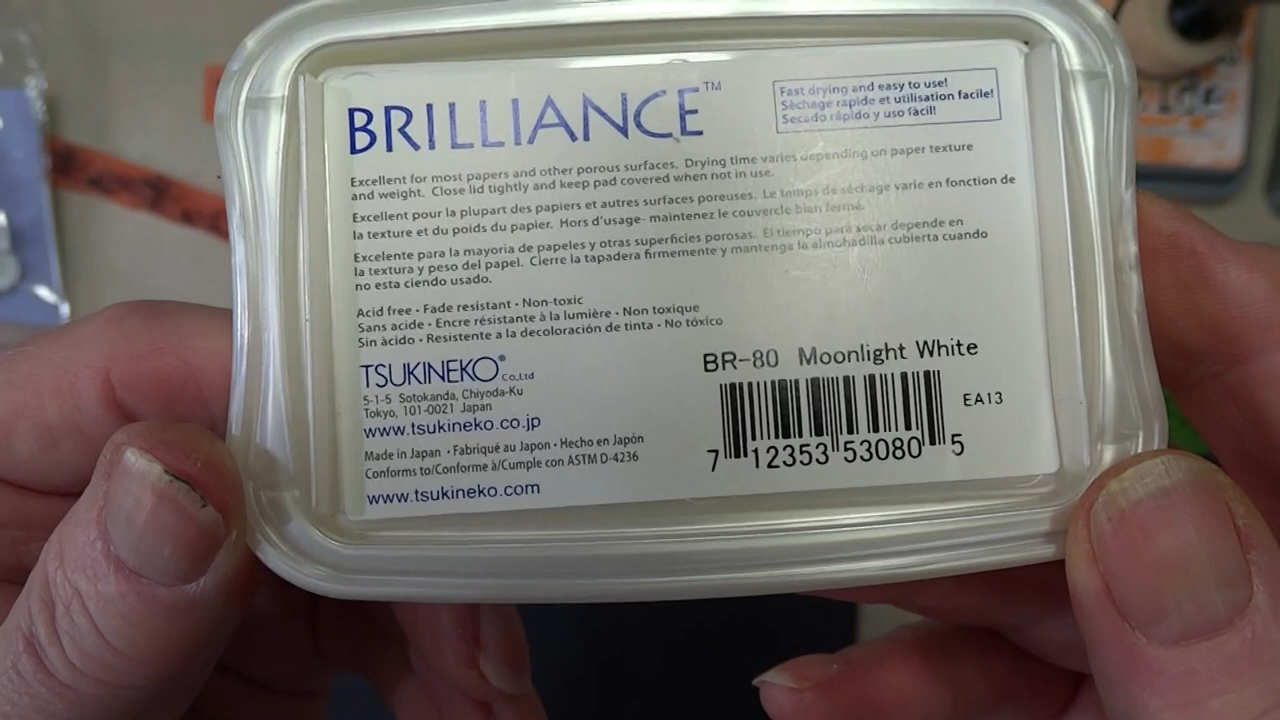 BRILLIANCE™
Fast drying and easy to use!
Sèchage rapide et utilisation facile!
Secado rápido y uso fàcil!
Excellent for most papers and other porous surfaces. Drying time varies depending on paper texture
and weight. Close lid tightly and keep pad covered when not in use.
Excellent pour la plupart des papiers et autres surfaces poreuses. Le temps de séchage varie en fonction de
la texture et du poids du papier. Hors d'usage- maintenez le couvercle bien fermé.
Excelente para la mayoria de papeles y otras superficies porosas. El tiempo para secar depende en
la textura y peso del papel. Cierre la tapadera firmemente y mantenga la almohadilla cubierta cuando
no esta ciendo usado.
Acid free • Fade resistant • Non-toxic
Sans acide • Encre résistante à la lumière • Non toxique
Sin àcido • Resistente a la decoloración de tinta • No tóxico
TSUKINEKO® Co.,Ltd
5-1-5 Sotokanda, Chiyoda-Ku
Tokyo, 101-0021 Japan
www.tsukineko.co.jp
Made in Japan • Fabriqué au Japon • Hecho en Japón
Conforms to/Conforme à/Cumple con ASTM D-4236
www.tsukineko.com
BR-80 Moonlight White
EA13
7 12353 53080 5